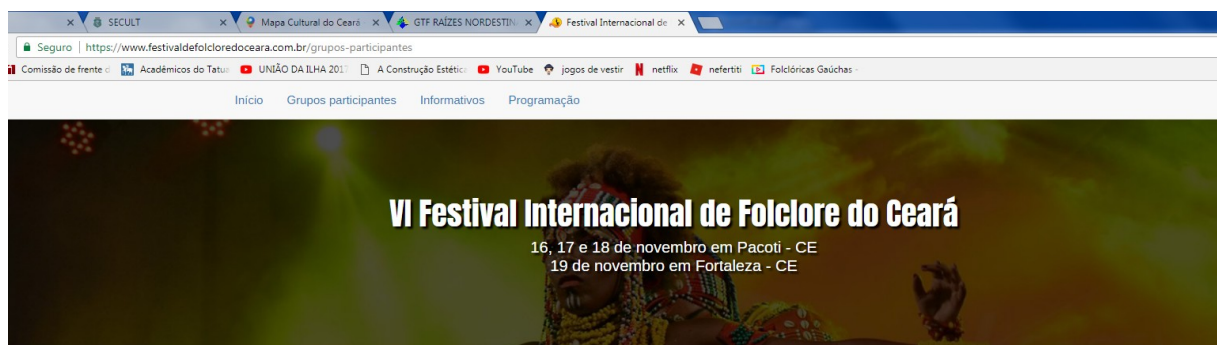 SECULT
Mapa Cultural do Ceará
GTF RAÍZES NORDESTIN
Festival Internacional de
Seguro | https://www.festivaldefolcloredoceara.com.br/grupos-participantes
Comissão de frente d
Acadêmicos do Tatua
UNIÃO DA ILHA 2017
A Construção Estétic
YouTube
jogos de vestir
netflix
nefertiti
Folclóricas Gaúchas -
Início Grupos participantes Informativos Programação
VI Festival Internacional de Folclore do Ceará
16, 17 e 18 de novembro em Pacoti - CE
19 de novembro em Fortaleza - CE